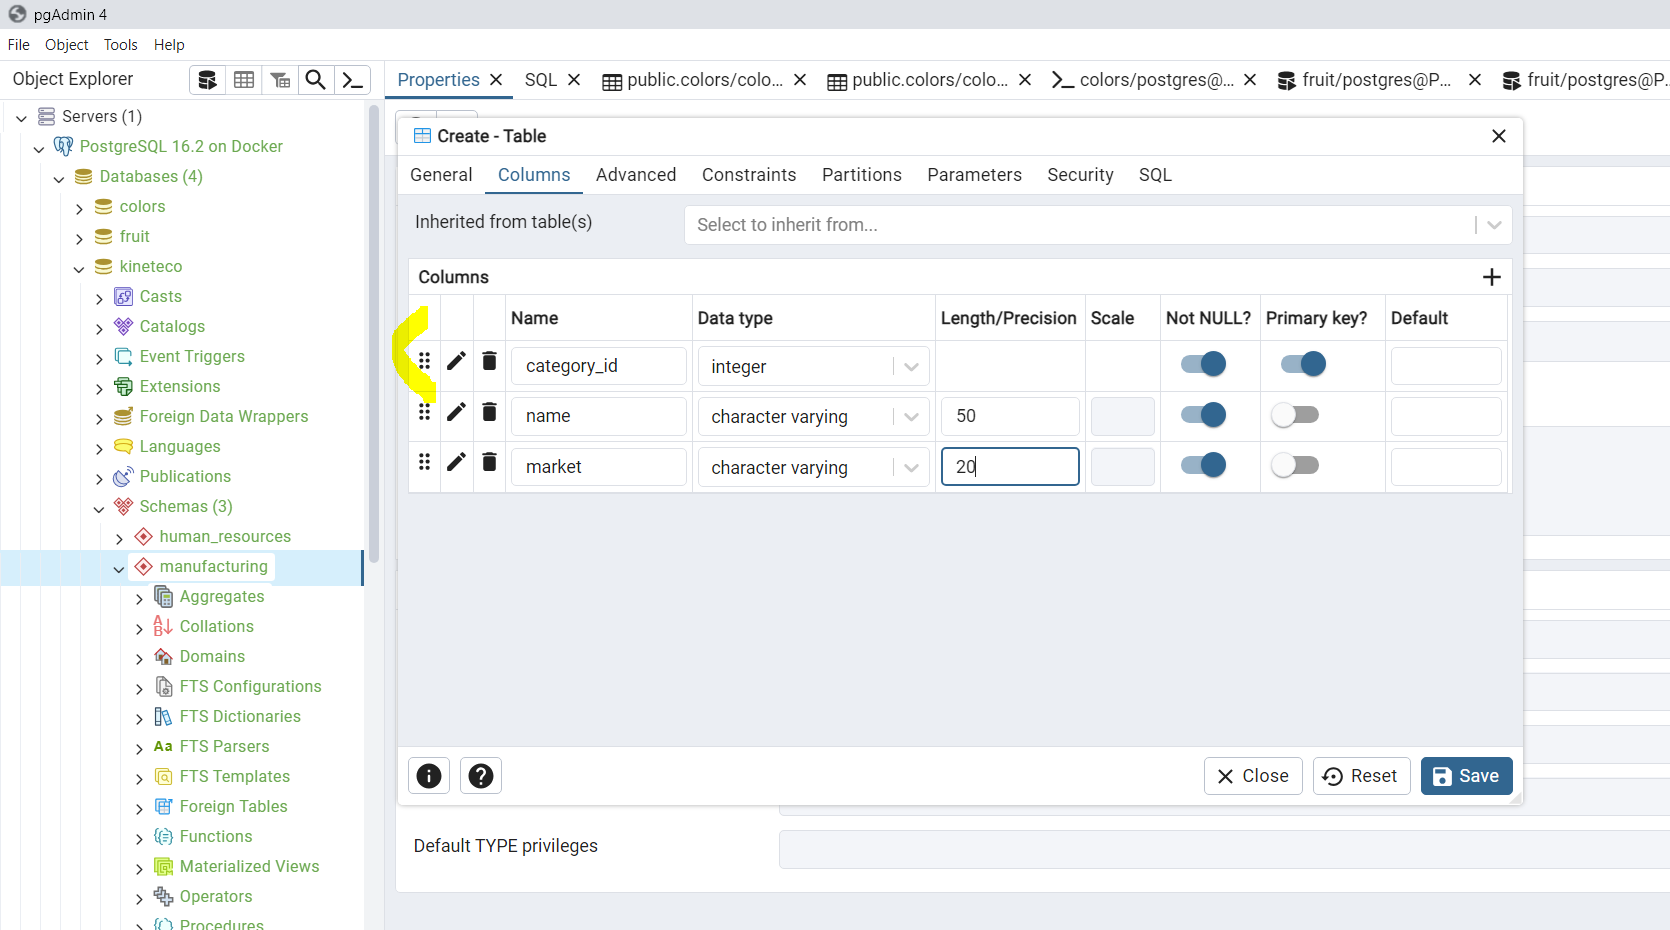 pgAdmin 4
File Object Tools Help
Object Explorer
Properties SQL public.colors/colo... public.colors/colo... colors/postgres@... fruit/postgres@P... fruit/postgres@P...
Servers (1)
PostgreSQL 16.2 on Docker
Databases (4)
colors
fruit
kineteco
Casts
Catalogs
Event Triggers
Extensions
Foreign Data Wrappers
Languages
Publications
Schemas (3)
human_resources
manufacturing
Aggregates
Collations
Domains
FTS Configurations
FTS Dictionaries
Aa FTS Parsers
FTS Templates
Foreign Tables
Functions
Materialized Views
Operators
Procedures
Create - Table
General Columns Advanced Constraints Partitions Parameters Security SQL
Inherited from table(s) Select to inherit from...
Columns
Name Data type Length/Precision Scale Not NULL? Primary key? Default
category_id integer
name character varying 50
market character varying 20
Close Reset Save
Default TYPE privileges